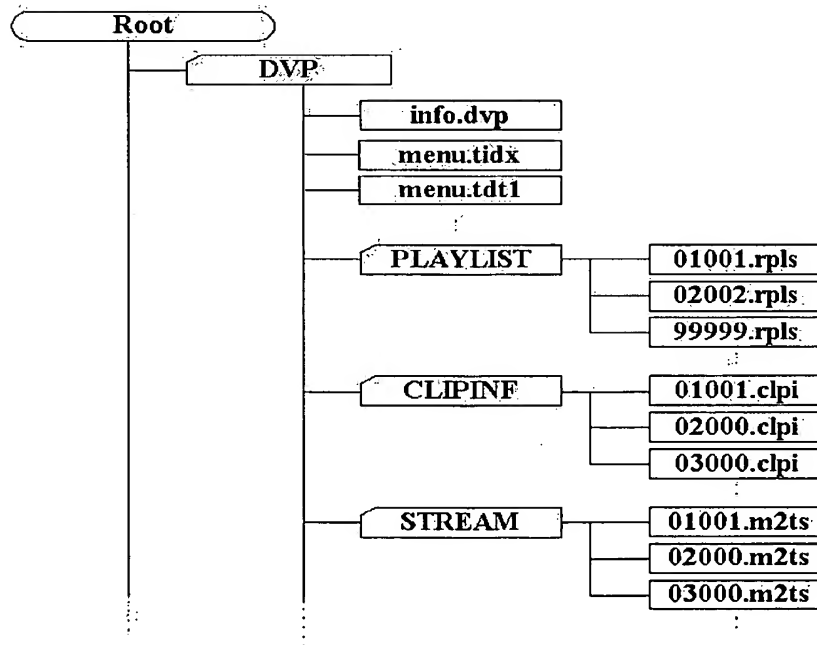 Root
DVP
info.dvp
menu.tidx
menu.tdt1
PLAYLIST
01001.rpls
02002.rpls
99999.rpls
CLIPINF
01001.clpi
02000.clpi
03000.clpi
STREAM
01001.m2ts
02000.m2ts
03000.m2ts